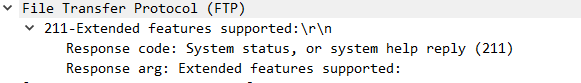 File Transfer Protocol (FTP)
211-Extended features supported:\r\n
Response code: System status, or system help reply (211)
Response arg: Extended features supported: